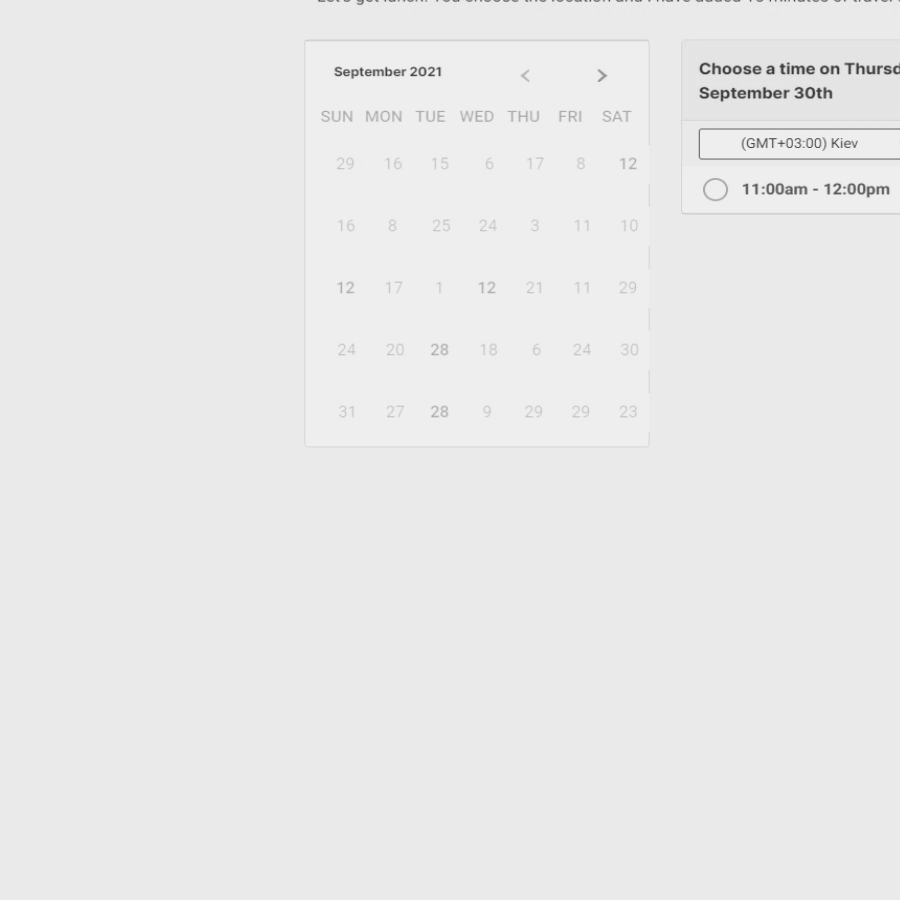 September 2021
SUN MON TUE WED THU FRI SAT
29 16 15 6 17 8 12
16 8 25 24 3 11 10
12 17 1 12 21 11 29
24 20 28 18 6 24 30
31 27 28 9 29 29 23
Choose a time on
September 30th
(GMT+03:00) Kiev
11:00am - 12:00pm